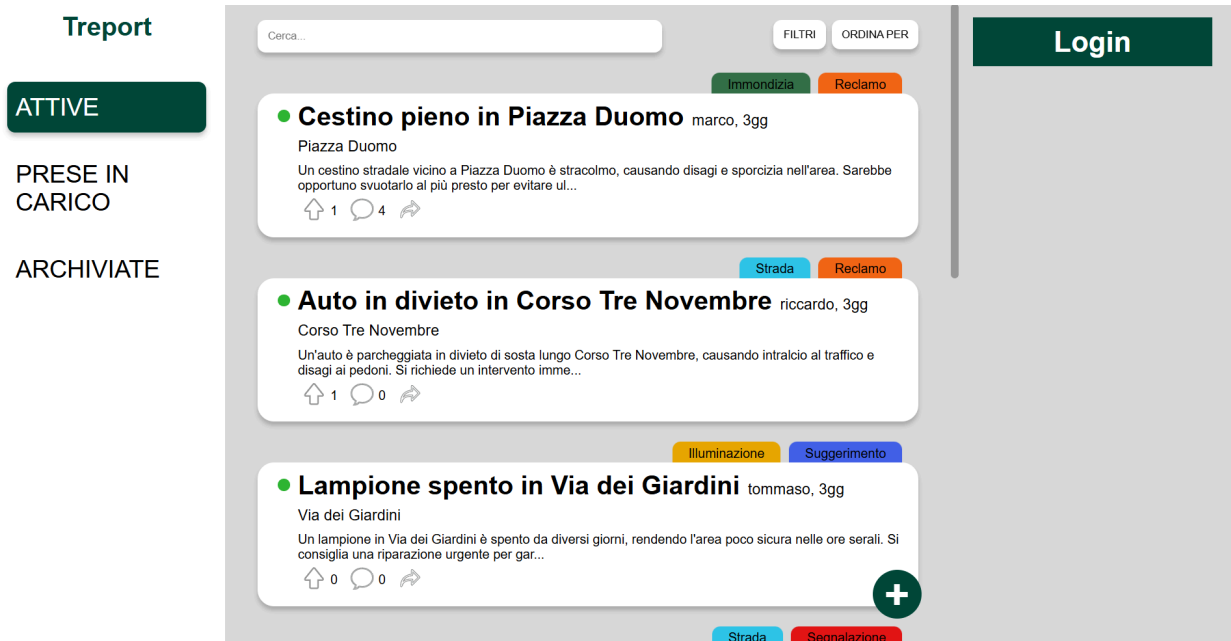 Treport
ATTIVE
PRESE IN
CARICO
ARCHIVIATE
Cerca...
FILTRI
ORDINA PER
Immondizia
Reclamo
Cestino pieno in Piazza Duomo marco, 3gg
Piazza Duomo
Un cestino stradale vicino a Piazza Duomo è stracolmo, causando disagi e sporcizia nell'area. Sarebbe
opportuno svuotarlo al più presto per evitare ul...
1 4
Strada
Reclamo
Auto in divieto in Corso Tre Novembre riccardo, 3gg
Corso Tre Novembre
Un'auto è parcheggiata in divieto di sosta lungo Corso Tre Novembre, causando intralcio al traffico e
disagi ai pedoni. Si richiede un intervento imme...
1 0
Illuminazione
Suggerimento
Lampione spento in Via dei Giardini tommaso, 3gg
Via dei Giardini
Un lampione in Via dei Giardini è spento da diversi giorni, rendendo l'area poco sicura nelle ore serali. Si
consiglia una riparazione urgente per gar...
0 0
+
Strada
Segnalazione
Login